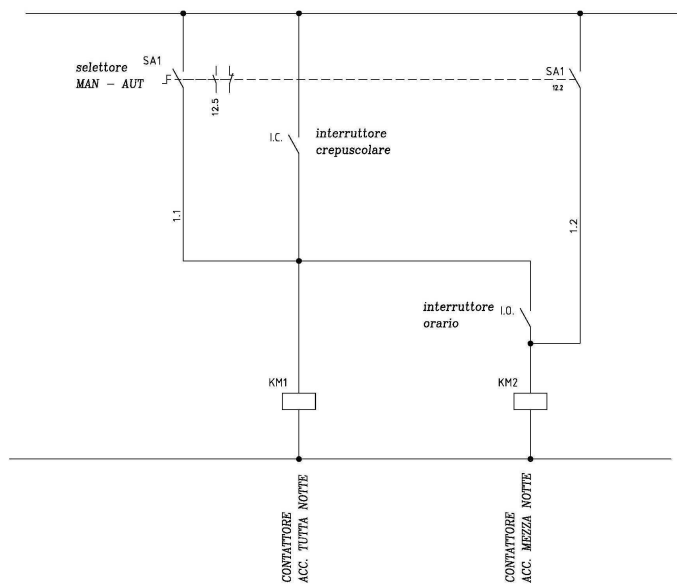 selettore
MAN - AUT
SA1
12.5
SA1
12.2
I.C.
interruttore
crepuscolare
1.1
1.2
interruttore
orario
I.O.
KM1
KM2
CONTATTORE
ACC. TUTTA NOTTE
CONTATTORE
ACC. MEZZA NOTTE